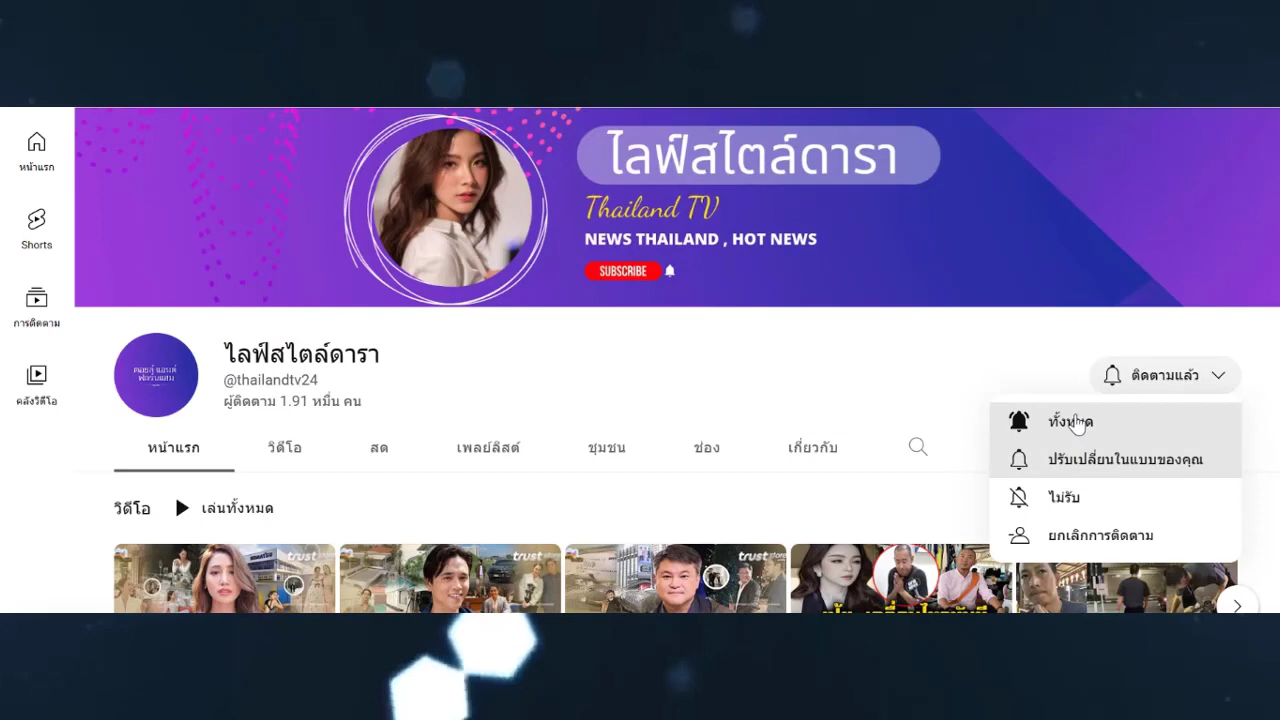 หน้าแรก
Shorts
การติดตาม
คลังวิดีโอ
ไลฟ์สไตล์ดารา
Thailand TV
NEWS THAILAND , HOT NEWS
SUBSCRIBE
ไลฟ์สไตล์ดารา
@thailandtv24
ผู้ติดตาม 1.91 หมื่น คน
ติดตามแล้ว
ทั้งหมด
ปรับเปลี่ยนในแบบของคุณ
ไม่รับ
ยกเลิกการติดตาม
หน้าแรก วิดีโอ สด เพลย์ลิสต์ ชุมชน ช่อง เกี่ยวกับ
วิดีโอ เล่นทั้งหมด
trust
trust
trust